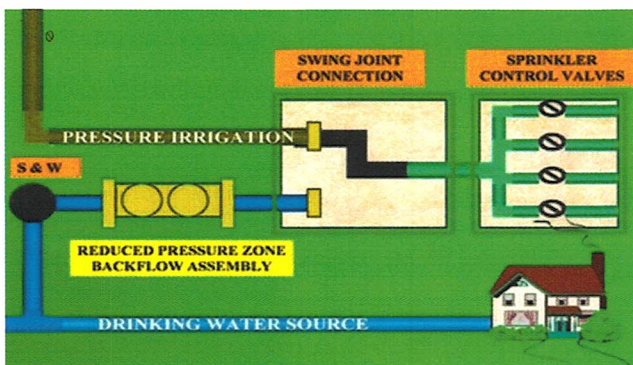 SWING JOINT
CONNECTION
SPRINKLER
CONTROL VALVES
PRESSURE IRRIGATION
S & W
REDUCED PRESSURE ZONE
BACKFLOW ASSEMBLY
DRINKING WATER SOURCE